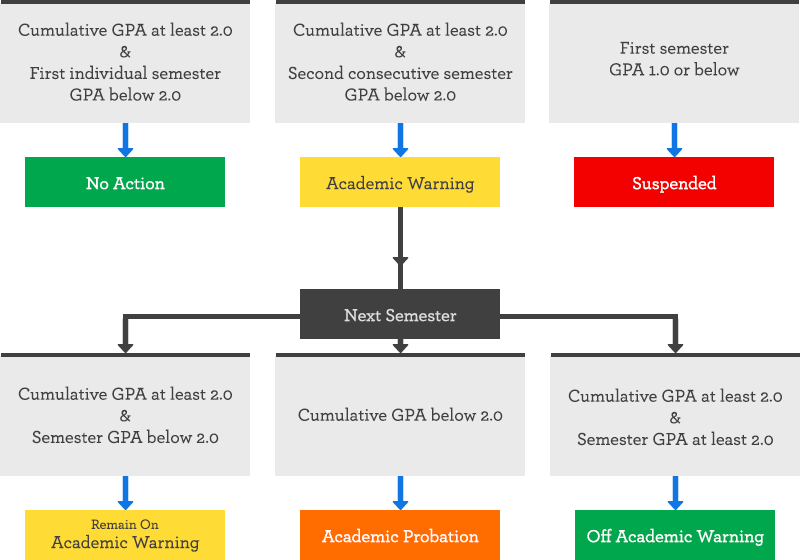 Cumulative GPA at least 2.0
&
First individual semester
GPA below 2.0
Cumulative GPA at least 2.0
&
Second consecutive semester
GPA below 2.0
First semester
GPA 1.0 or below
No Action
Academic Warning
Suspended
Next Semester
Cumulative GPA at least 2.0
&
Semester GPA below 2.0
Cumulative GPA below 2.0
Cumulative GPA at least 2.0
&
Semester GPA at least 2.0
Remain On
Academic Warning
Academic Probation
Off Academic Warning